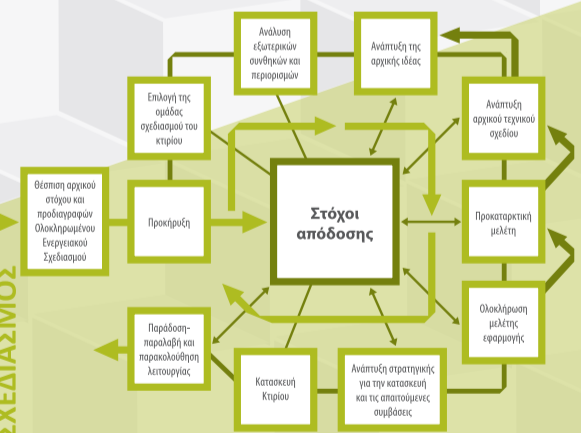 Ανάλυση
εξωτερικών
συνθηκών και
περιορισμών
Ανάπτυξη της
αρχικής ιδέας
Επιλογή της
ομάδας
σχεδιασμού του
κτιρίου
Ανάπτυξη
αρχικού τεχνικού
σχεδίου
Θέσπιση αρχικού
στόχου και
προδιαγραφών
Ολοκληρωμένου
Ενεργειακού
Σχεδιασμού
Προκήρυξη
Στόχοι
απόδοσης
Προκαταρκτική
μελέτη
Ολοκλήρωση
μελέτης
εφαρμογής
Παράδοση-
παραλαβή και
παρακολούθηση
λειτουργίας
Κατασκευή
Κτιρίου
Ανάπτυξη στρατηγικής
για την κατασκευή
και τις απαιτούμενες
συμβάσεις
ΣΧΕΔΙΑΣΜΟΣ